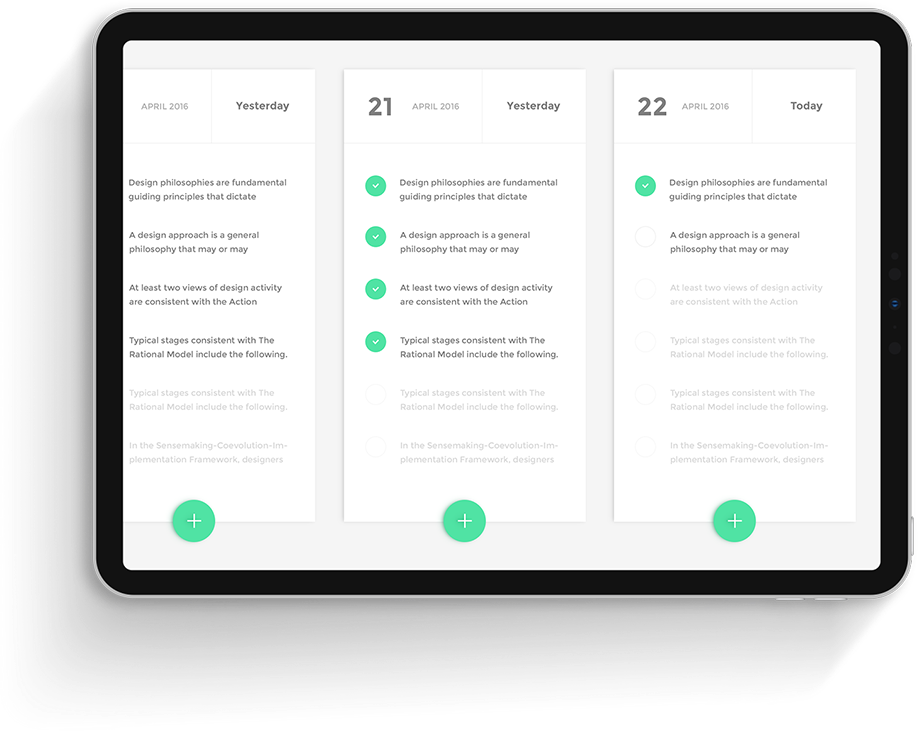 APRIL 2016 Yesterday
Design philosophies are fundamental
guiding principles that dictate
A design approach is a general
philosophy that may or may
At least two views of design activity
are consistent with the Action
Typical stages consistent with The
Rational Model include the following.
Typical stages consistent with The
Rational Model include the following.
In the Sensemaking-Coevolution-Im-
plementation Framework, designers
21 APRIL 2016 Yesterday
Design philosophies are fundamental
guiding principles that dictate
A design approach is a general
philosophy that may or may
At least two views of design activity
are consistent with the Action
Typical stages consistent with The
Rational Model include the following.
Typical stages consistent with The
Rational Model include the following.
In the Sensemaking-Coevolution-Im-
plementation Framework, designers
22 APRIL 2016 Today
Design philosophies are fundamental
guiding principles that dictate
A design approach is a general
philosophy that may or may
At least two views of design activity
are consistent with the Action
Typical stages consistent with The
Rational Model include the following.
Typical stages consistent with The
Rational Model include the following.
In the Sensemaking-Coevolution-Im-
plementation Framework, designers